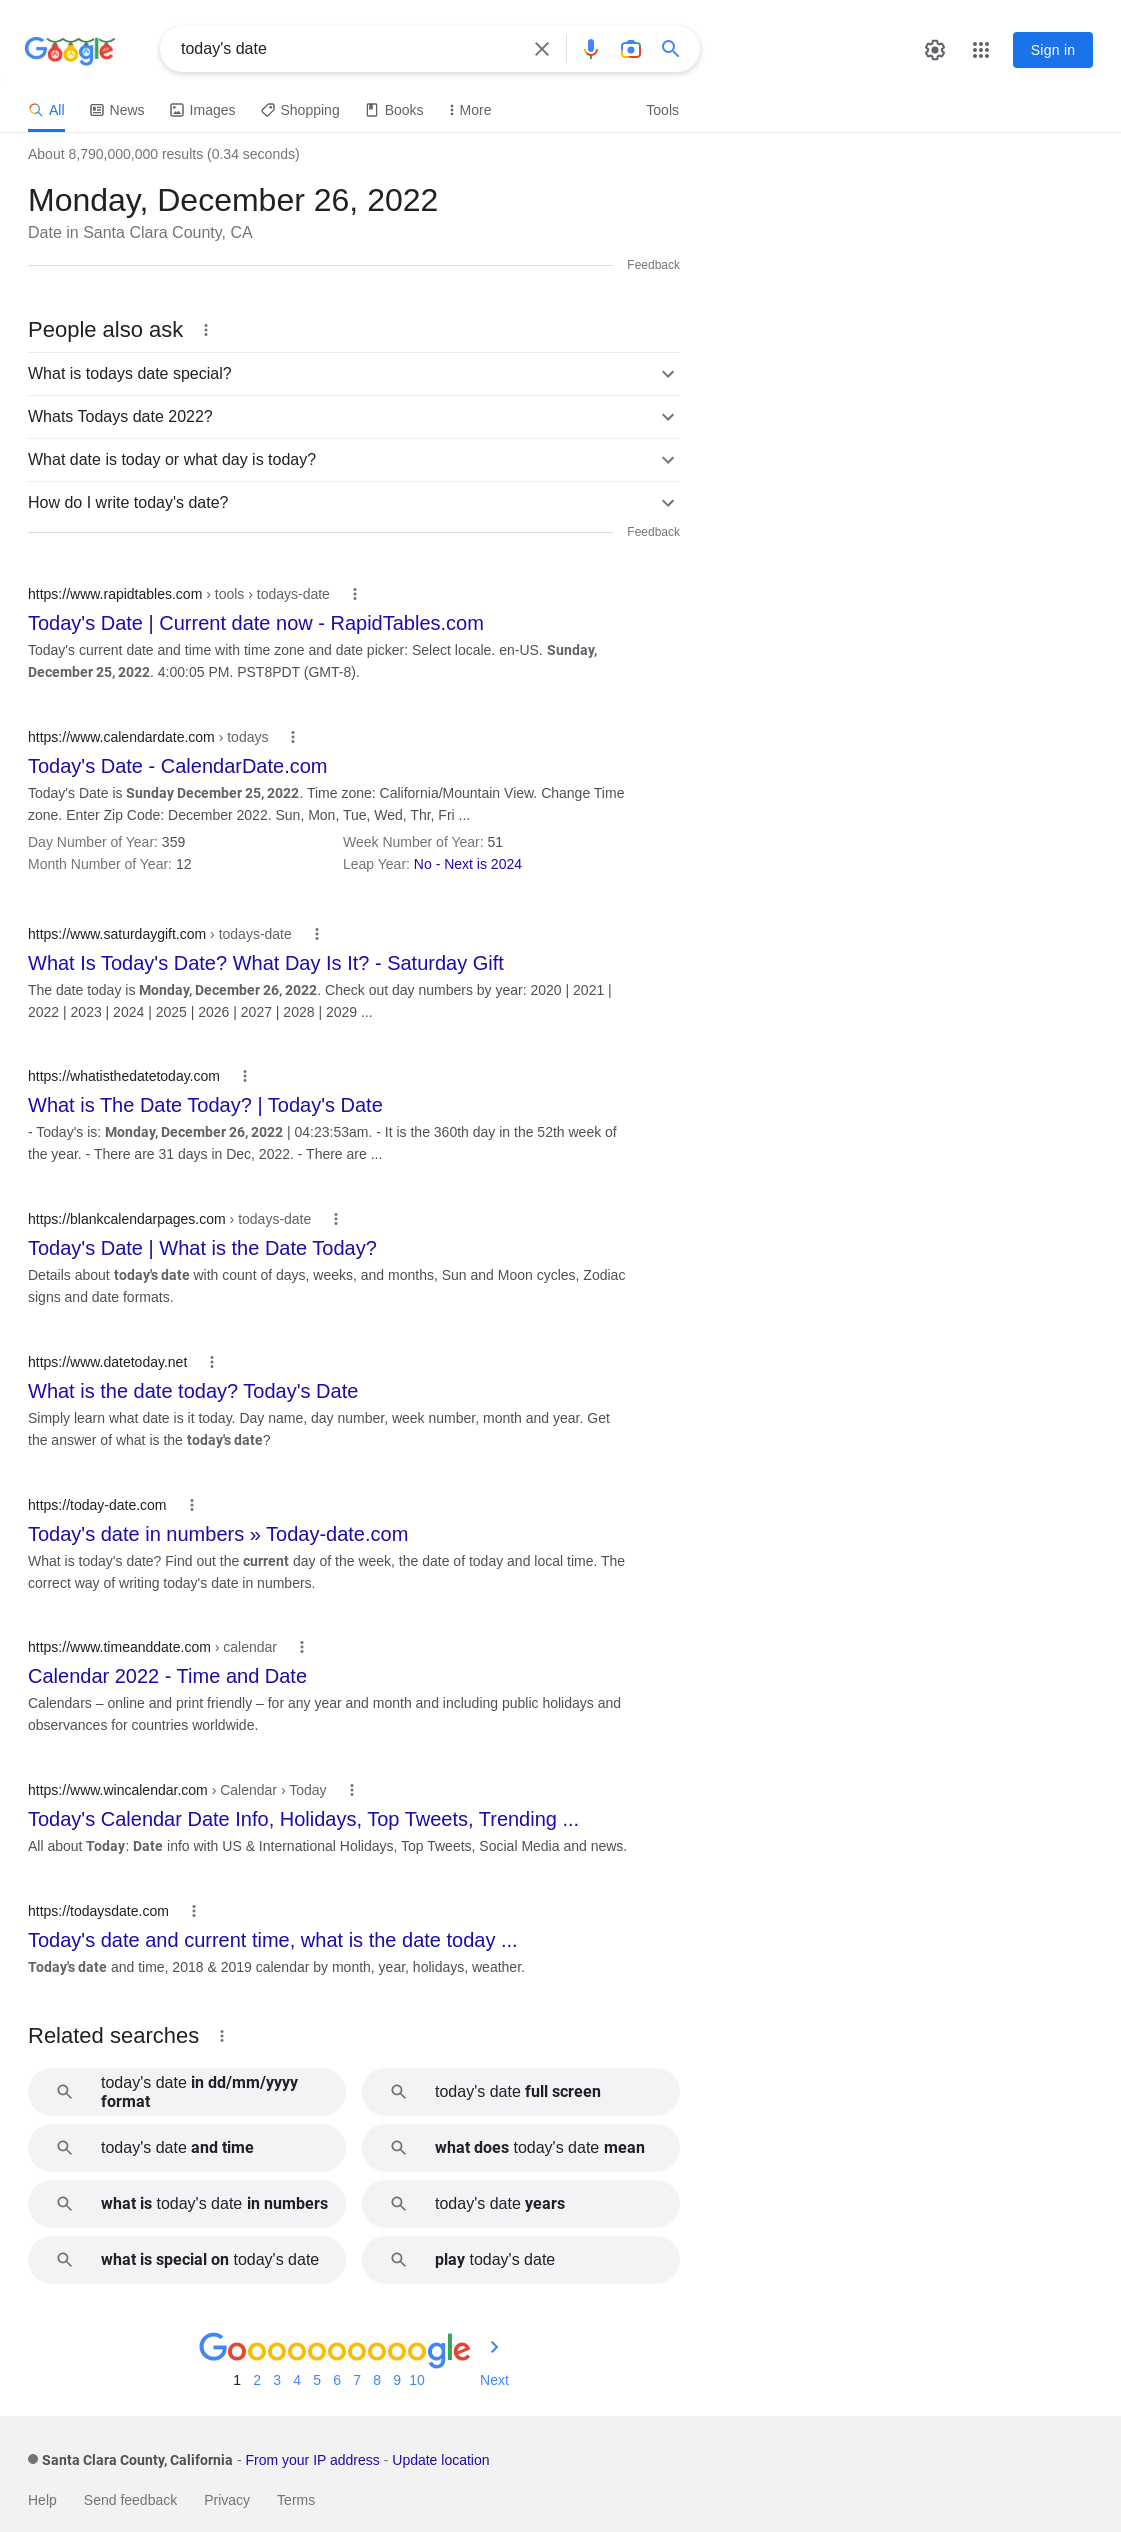 Google
today's date
Sign in
All
News
Images
Shopping
Books
More
Tools
About 8,790,000,000 results (0.34 seconds)
Monday, December 26, 2022
Date in Santa Clara County, CA
Feedback
People also ask
What is todays date special?
Whats Todays date 2022?
What date is today or what day is today?
How do I write today's date?
Feedback
https://www.rapidtables.com › tools › todays-date
Today's Date | Current date now - RapidTables.com
Today's current date and time with time zone and date picker: Select locale. en-US. Sunday,
December 25, 2022. 4:00:05 PM. PST8PDT (GMT-8).
https://www.calendardate.com › todays
Today's Date - CalendarDate.com
Today's Date is Sunday December 25, 2022. Time zone: California/Mountain View. Change Time
zone. Enter Zip Code: December 2022. Sun, Mon, Tue, Wed, Thr, Fri ...
Day Number of Year: 359
Week Number of Year: 51
Month Number of Year: 12
Leap Year: No - Next is 2024
https://www.saturdaygift.com › todays-date
What Is Today's Date? What Day Is It? - Saturday Gift
The date today is Monday, December 26, 2022. Check out day numbers by year: 2020 | 2021 |
2022 | 2023 | 2024 | 2025 | 2026 | 2027 | 2028 | 2029 ...
https://whatisthedatetoday.com
What is The Date Today? | Today's Date
- Today's is: Monday, December 26, 2022 | 04:23:53am. - It is the 360th day in the 52th week of
the year. - There are 31 days in Dec, 2022. - There are ...
https://blankcalendarpages.com › todays-date
Today's Date | What is the Date Today?
Details about today's date with count of days, weeks, and months, Sun and Moon cycles, Zodiac
signs and date formats.
https://www.datetoday.net
What is the date today? Today's Date
Simply learn what date is it today. Day name, day number, week number, month and year. Get
the answer of what is the today's date?
https://today-date.com
Today's date in numbers » Today-date.com
What is today's date? Find out the current day of the week, the date of today and local time. The
correct way of writing today's date in numbers.
https://www.timeanddate.com › calendar
Calendar 2022 - Time and Date
Calendars – online and print friendly – for any year and month and including public holidays and
observances for countries worldwide.
https://www.wincalendar.com › Calendar › Today
Today's Calendar Date Info, Holidays, Top Tweets, Trending ...
All about Today: Date info with US & International Holidays, Top Tweets, Social Media and news.
https://todaysdate.com
Today's date and current time, what is the date today ...
Today's date and time, 2018 & 2019 calendar by month, year, holidays, weather.
Related searches
today's date in dd/mm/yyyy
format
today's date full screen
today's date and time
what does today's date mean
what is today's date in numbers
today's date years
what is special on today's date
play today's date
Goooooooooogle
1 2 3 4 5 6 7 8 9 10 Next
Santa Clara County, California - From your IP address - Update location
Help Send feedback Privacy Terms